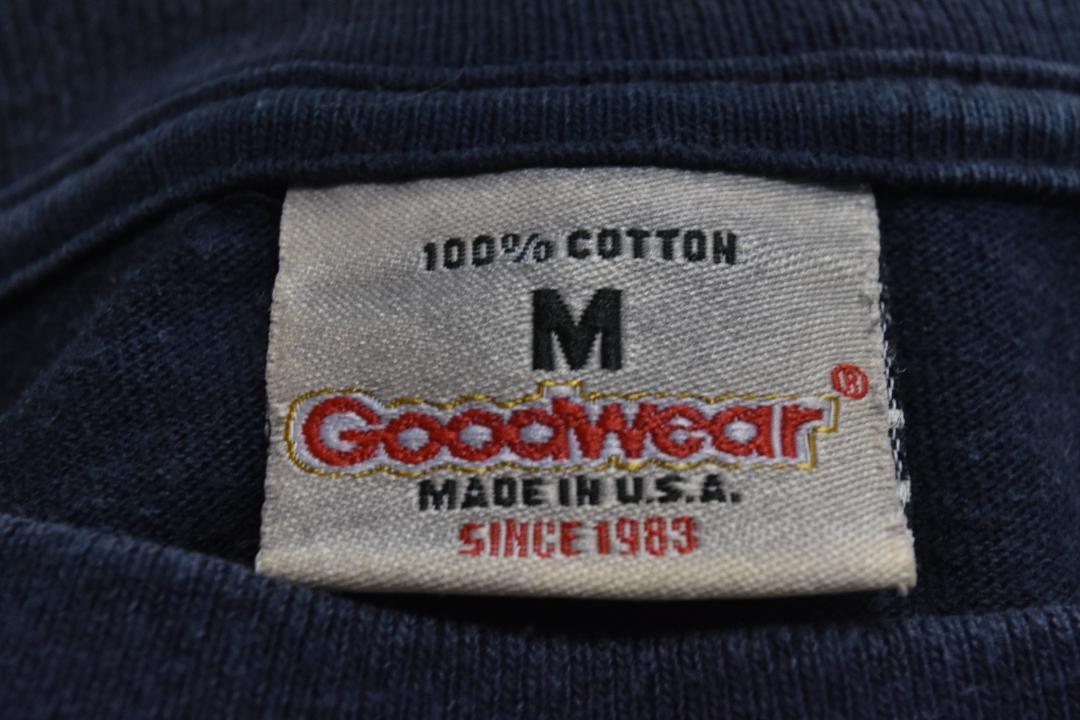 100% COTTON
M
Goodwear®
MADE IN U.S.A.
SINCE 1983